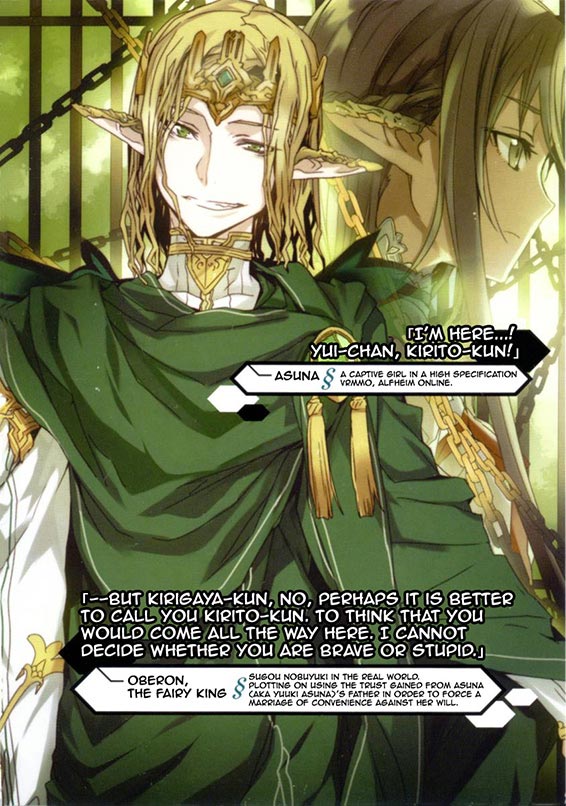 「I'M HERE...!
YUI-CHAN, KIRITO-KUN!」
ASUNA § A CAPTIVE GIRL IN A HIGH SPECIFICATION
VRMMO, ALFHEIM ONLINE.
「--BUT KIRIGAYA-KUN, NO, PERHAPS IT IS BETTER
TO CALL YOU KIRITO-KUN. TO THINK THAT YOU
WOULD COME ALL THE WAY HERE. I CANNOT
DECIDE WHETHER YOU ARE BRAVE OR STUPID.」
OBERON,
THE FAIRY KING §
SUGOU NOBUYUKI IN THE REAL WORLD.
PLOTTING ON USING THE TRUST GAINED FROM ASUNA
(AKA YUUKI ASUNA)'S FATHER IN ORDER TO FORCE A
MARRIAGE OF CONVENIENCE AGAINST HER WILL.